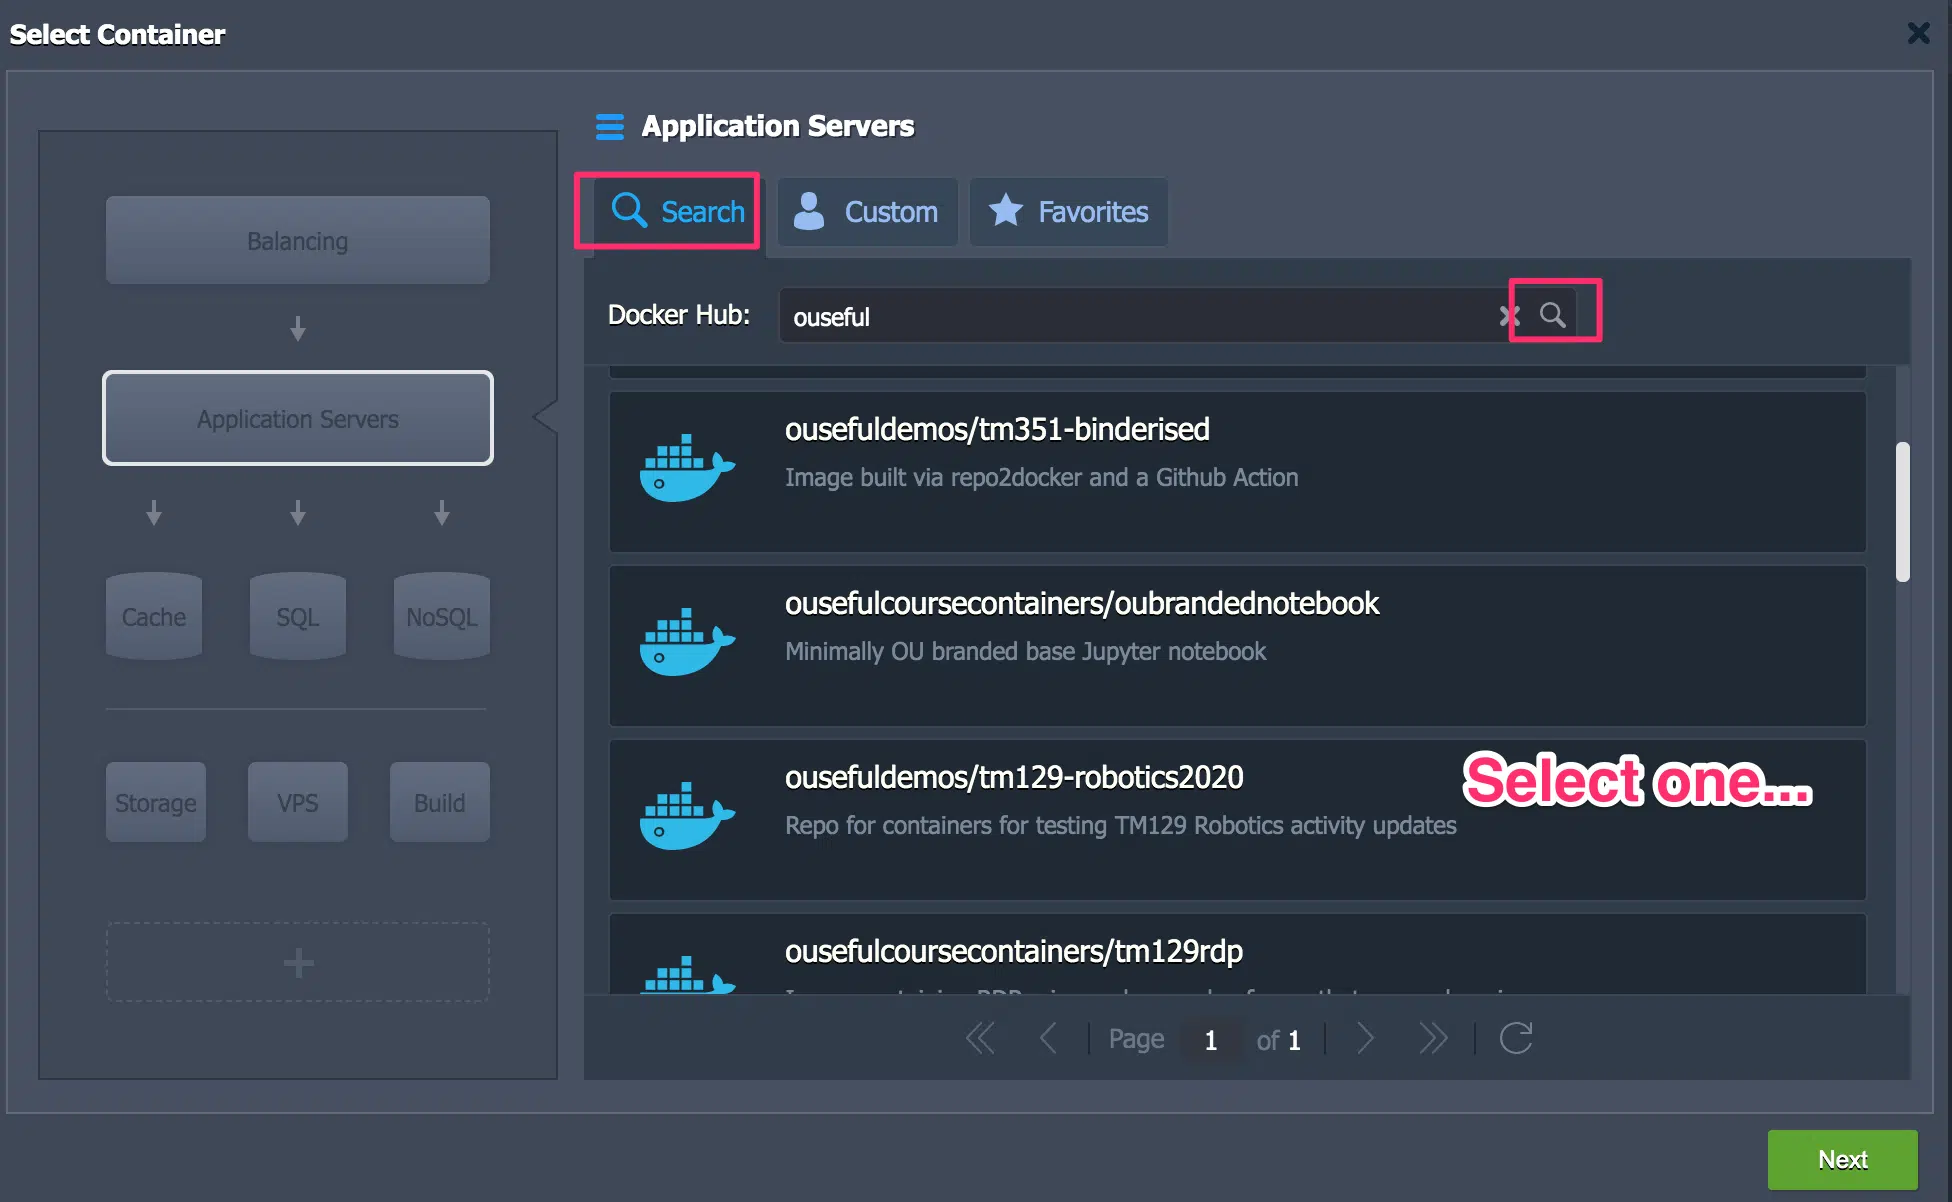 Select Container
Application Servers
Search
Custom
Favorites
Docker Hub:
ouseful
Balancing
Application Servers
Cache
SQL
NoSQL
Storage
VPS
Build
ousefuldemos/tm351-binderised
Image built via repo2docker and a Github Action
ousefulcoursecontainers/oubrandednotebook
Minimally OU branded base Jupyter notebook
ousefuldemos/tm129-robotics2020
Repo for containers for testing TM129 Robotics activity updates
Select one...
ousefulcoursecontainers/tm129rdp
Page 1 of 1
Next